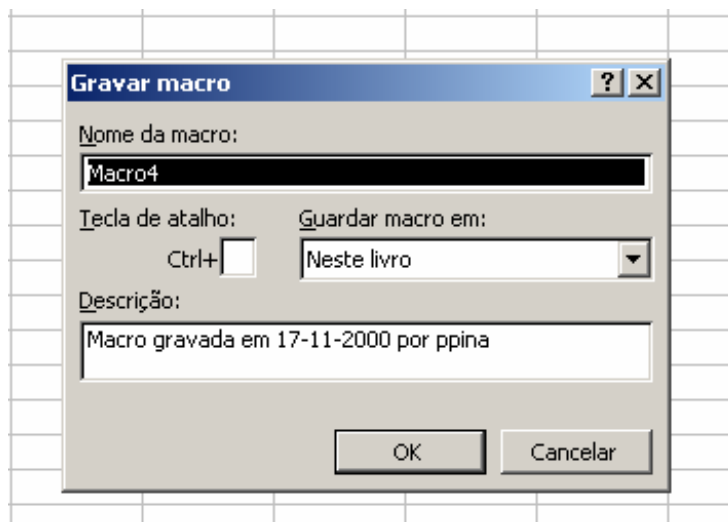 Gravar macro
Nome da macro:
Macro4
Tecla de atalho: Guardar macro em:
Ctrl+ Neste livro
Descrição:
Macro gravada em 17-11-2000 por ppina
OK Cancelar